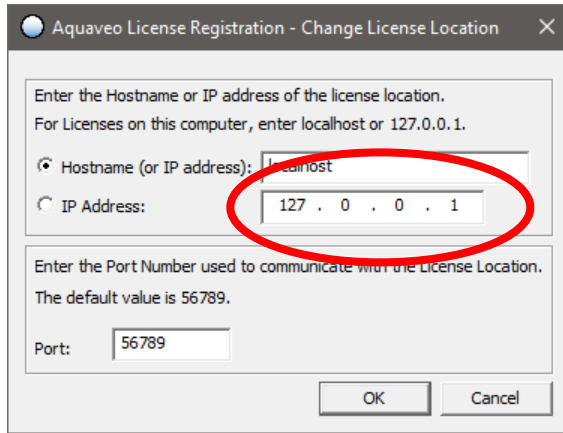 Aquaveo License Registration - Change License Location
Enter the Hostname or IP address of the license location.
For Licenses on this computer, enter localhost or 127.0.0.1.
Hostname (or IP address): localhost
IP Address: 127 . 0 . 0 . 1
Enter the Port Number used to communicate with the License Location.
The default value is 56789.
Port: 56789
OK Cancel